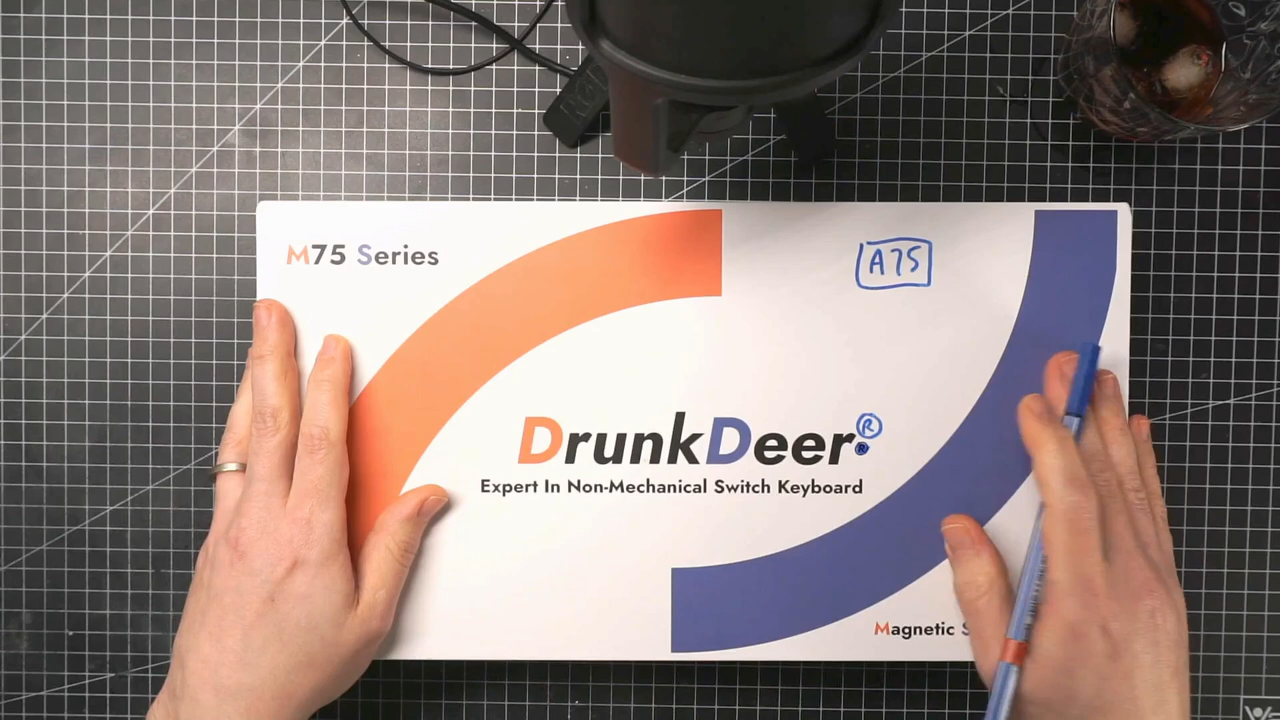 M75 Series
A75
DrunkDeer®
®
Expert In Non-Mechanical Switch Keyboard
Magnetic